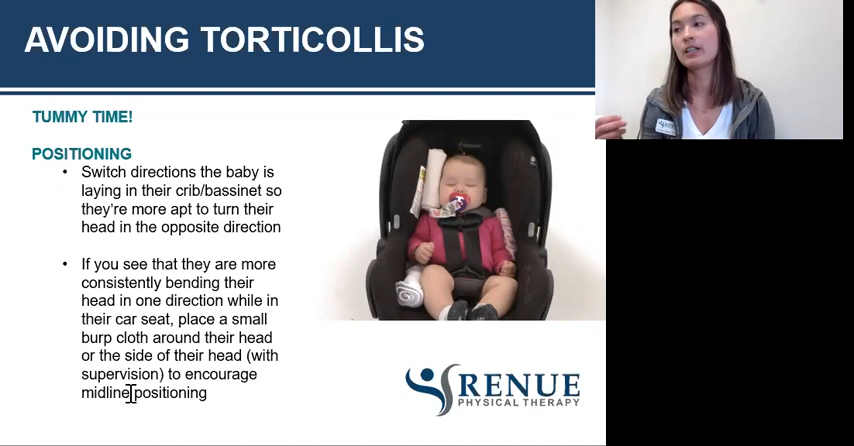 AVOIDING TORTICOLLIS
TUMMY TIME!
POSITIONING
• Switch directions the baby is
laying in their crib/bassinet so
they're more apt to turn their
head in the opposite direction
• If you see that they are more
consistently bending their
head in one direction while in
their car seat, place a small
burp cloth around their head
or the side of their head (with
supervision) to encourage
midline positioning
RENUE
PHYSICAL THERAPY